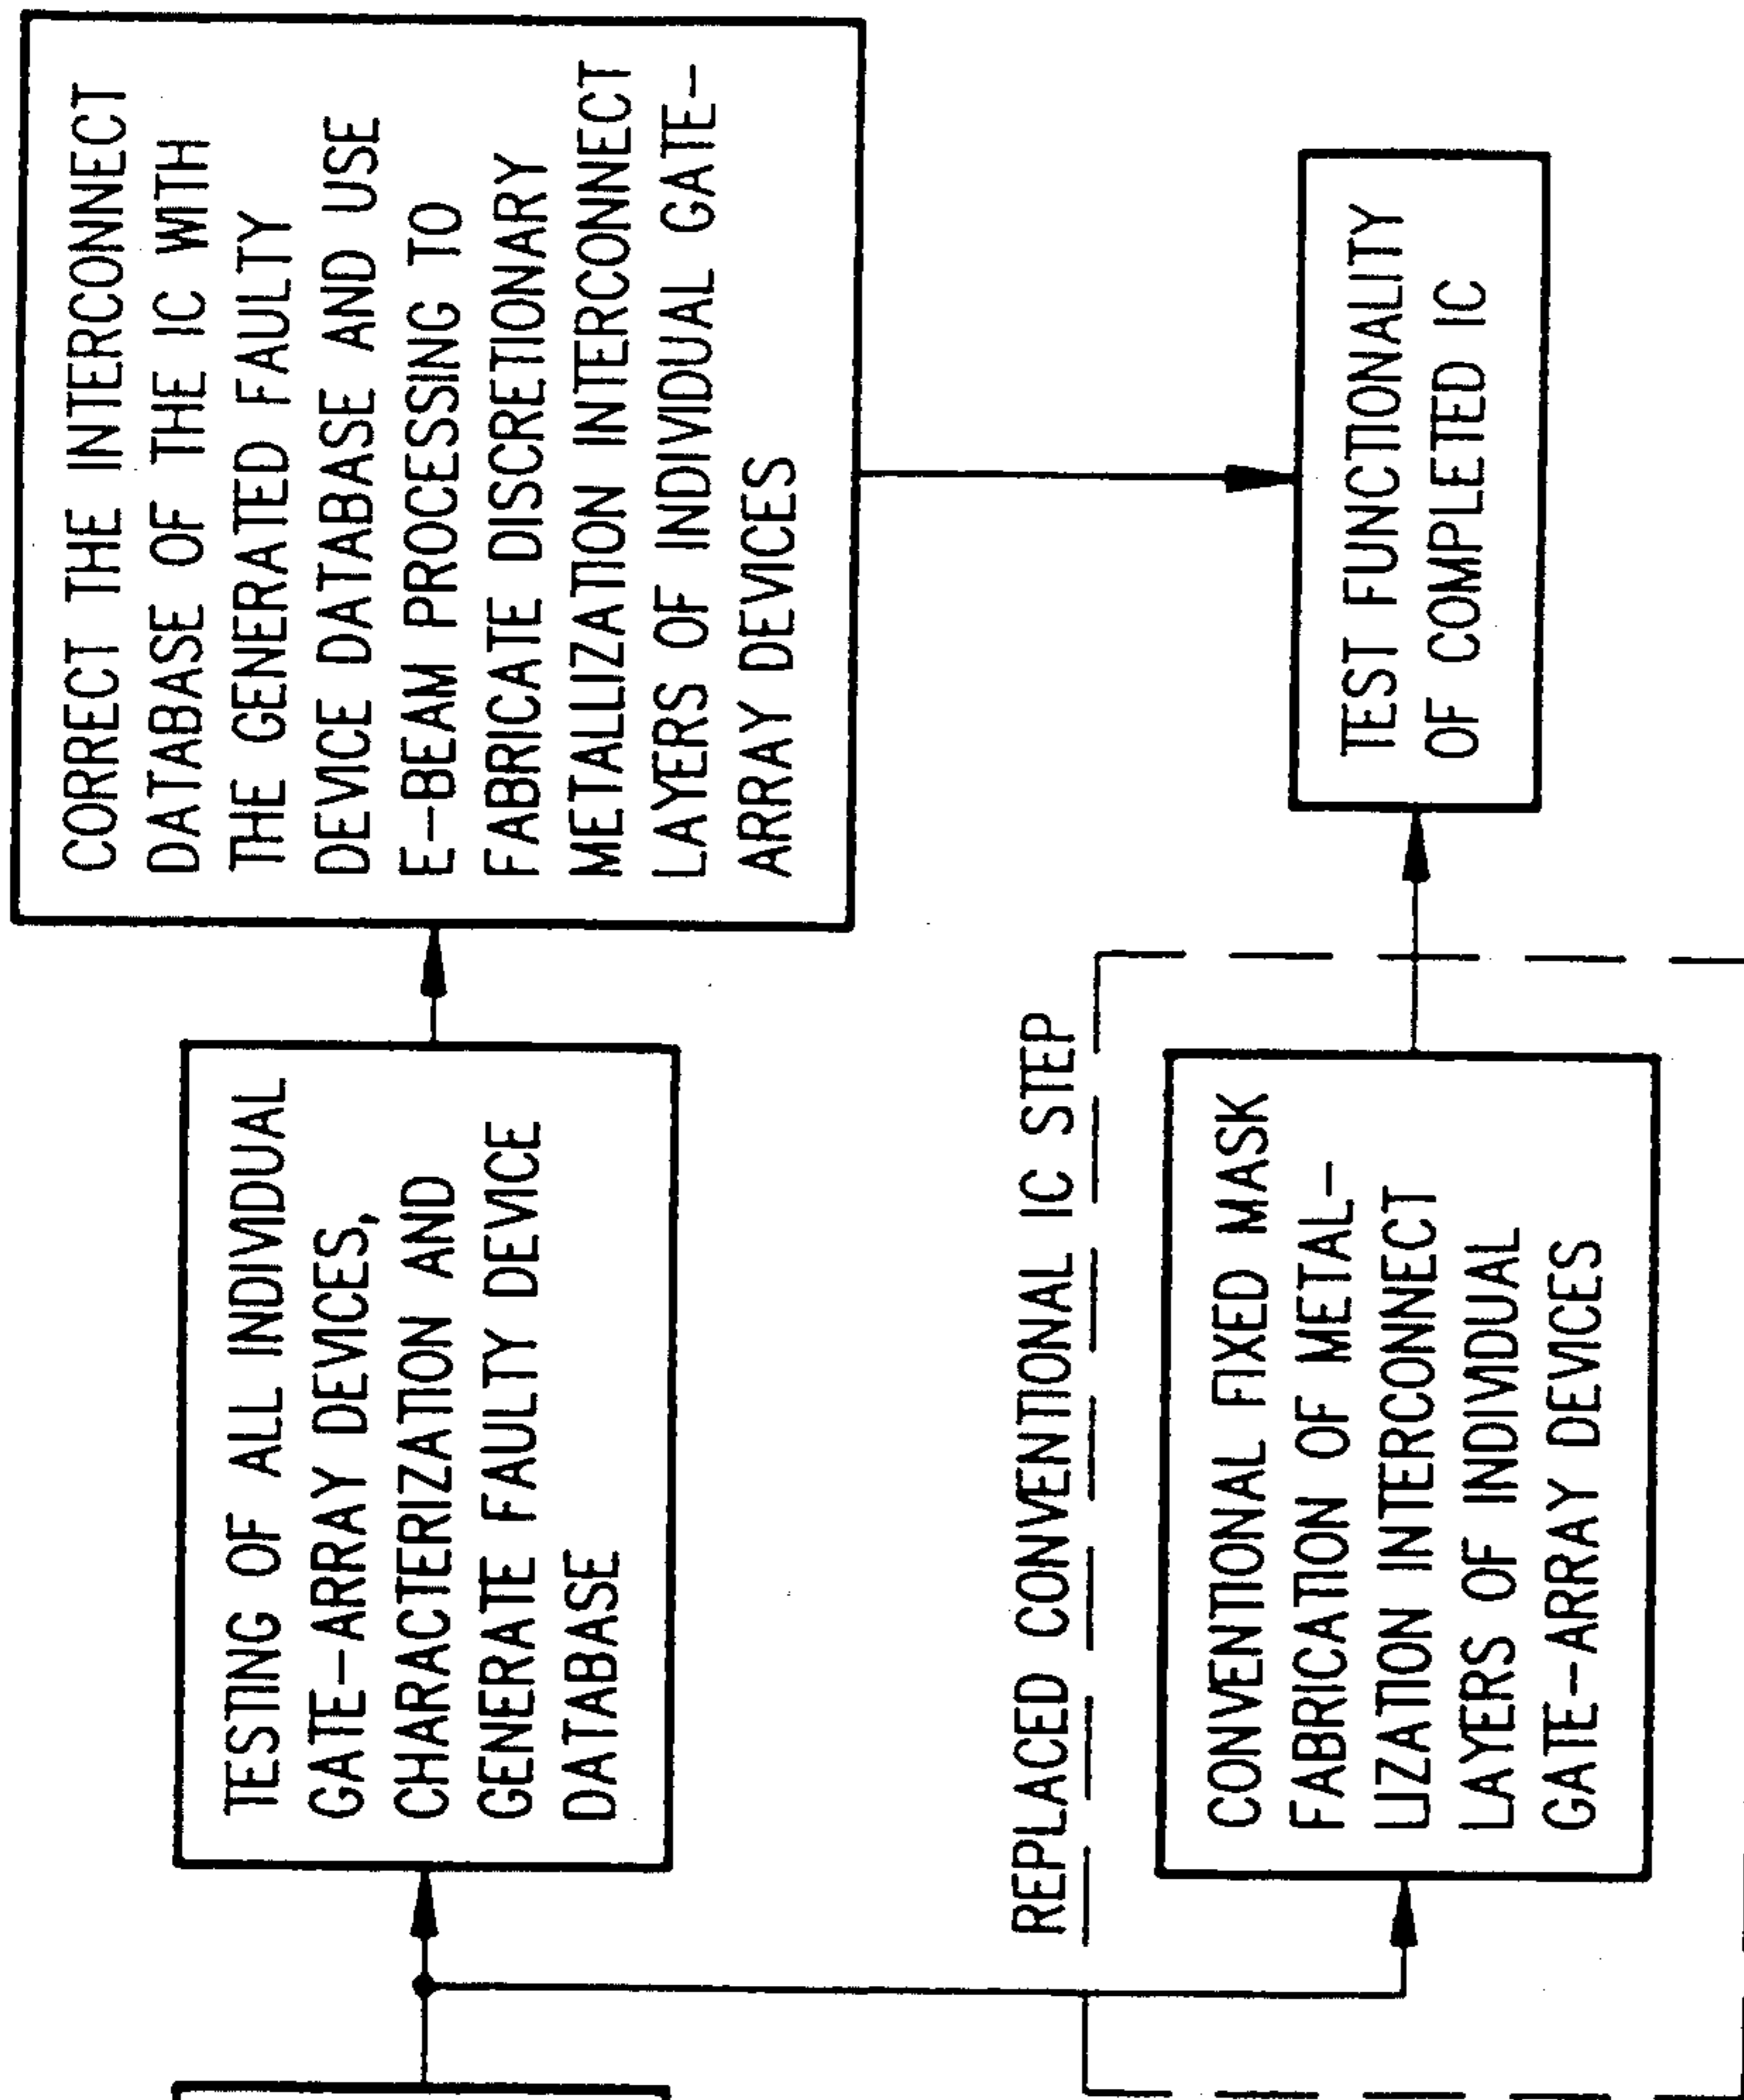 TESTING OF ALL INDIVIDUAL
GATE-ARRAY DEVICES,
CHARACTERIZATION AND
GENERATE FAULTY DEVICE
DATABASE
CORRECT THE INTERCONNECT
DATABASE OF THE IC WITH
THE GENERATED FAULTY
DEVICE DATABASE AND USE
E-BEAM PROCESSING TO
FABRICATE DISCRETIONARY
METALLIZATION INTERCONNECT
LAYERS OF INDIVIDUAL GATE-
ARRAY DEVICES
REPLACED CONVENTIONAL IC STEP
CONVENTIONAL FIXED MASK
FABRICATION OF METAL-
LIZATION INTERCONNECT
LAYERS OF INDIVIDUAL
GATE-ARRAY DEVICES
TEST FUNCTIONALITY
OF COMPLETED IC